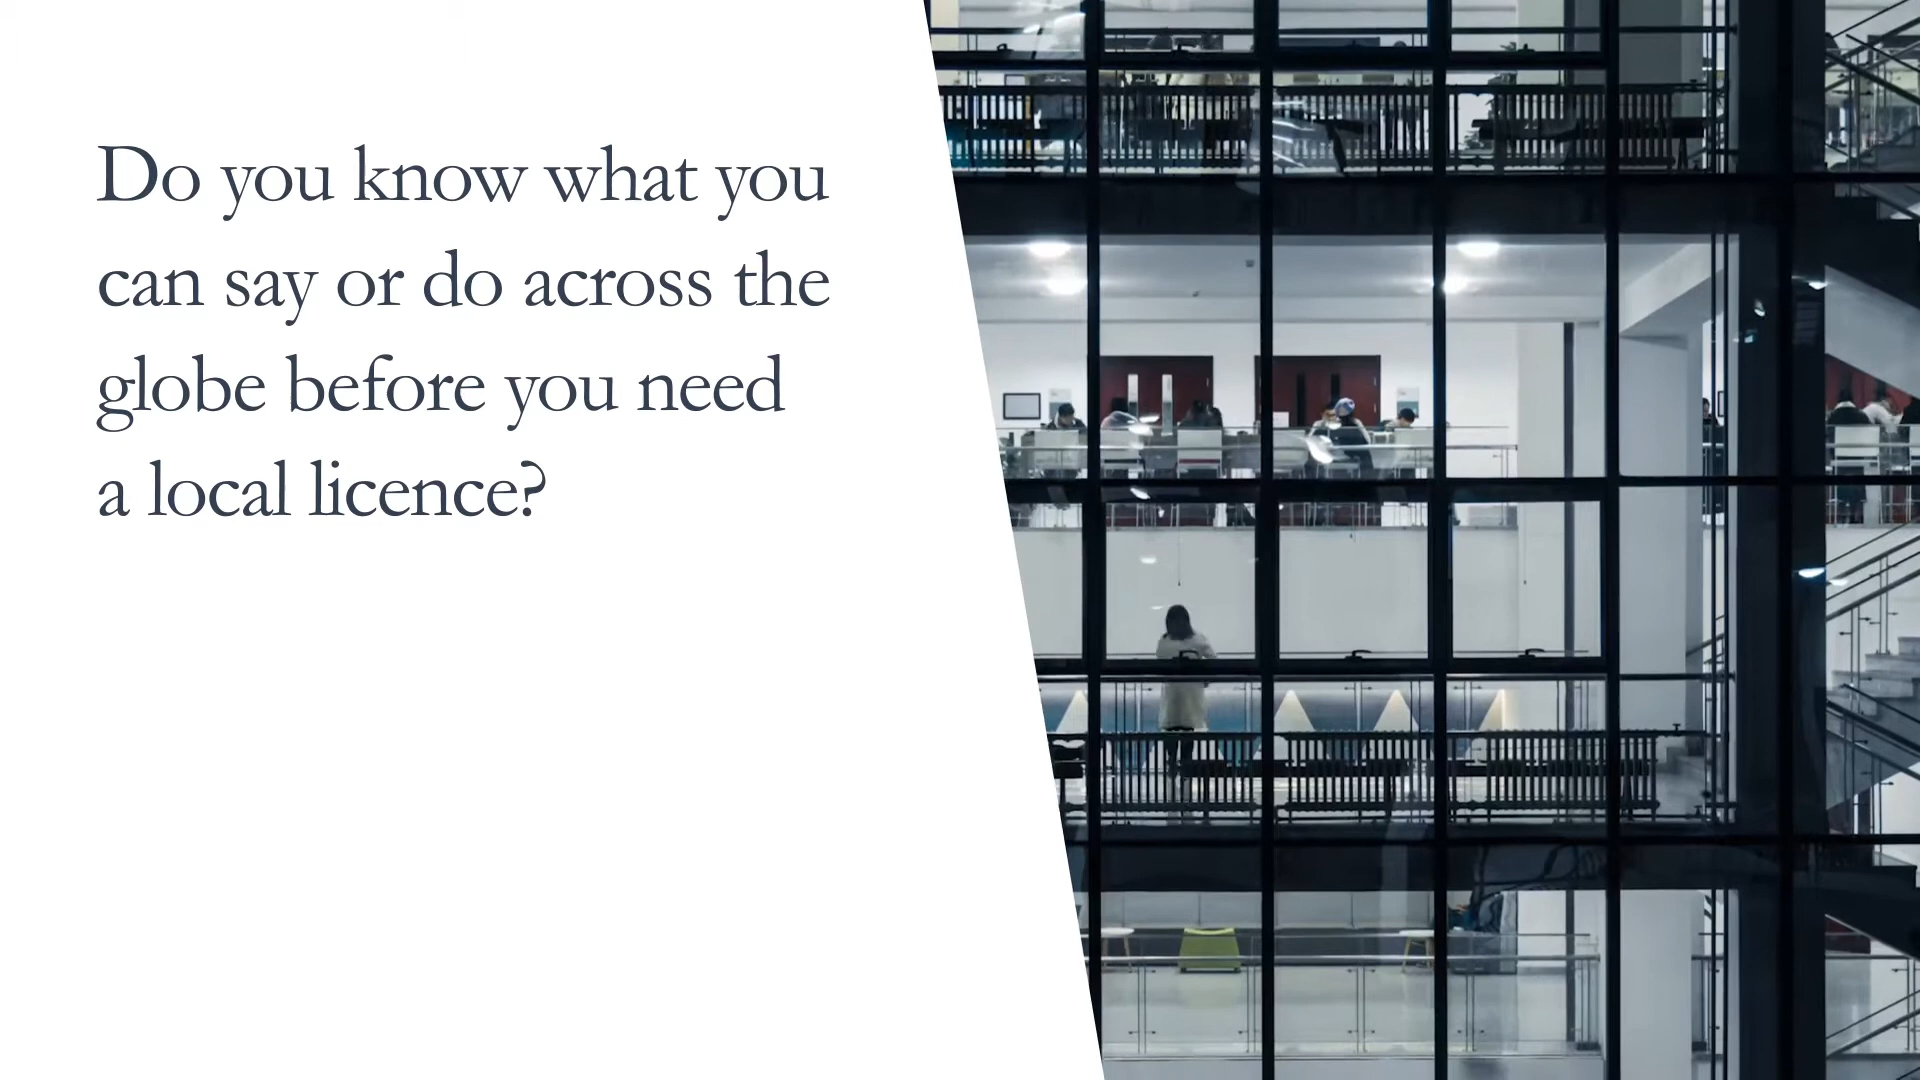 Do you know what you
can say or do across the
globe before you need
a local licence?